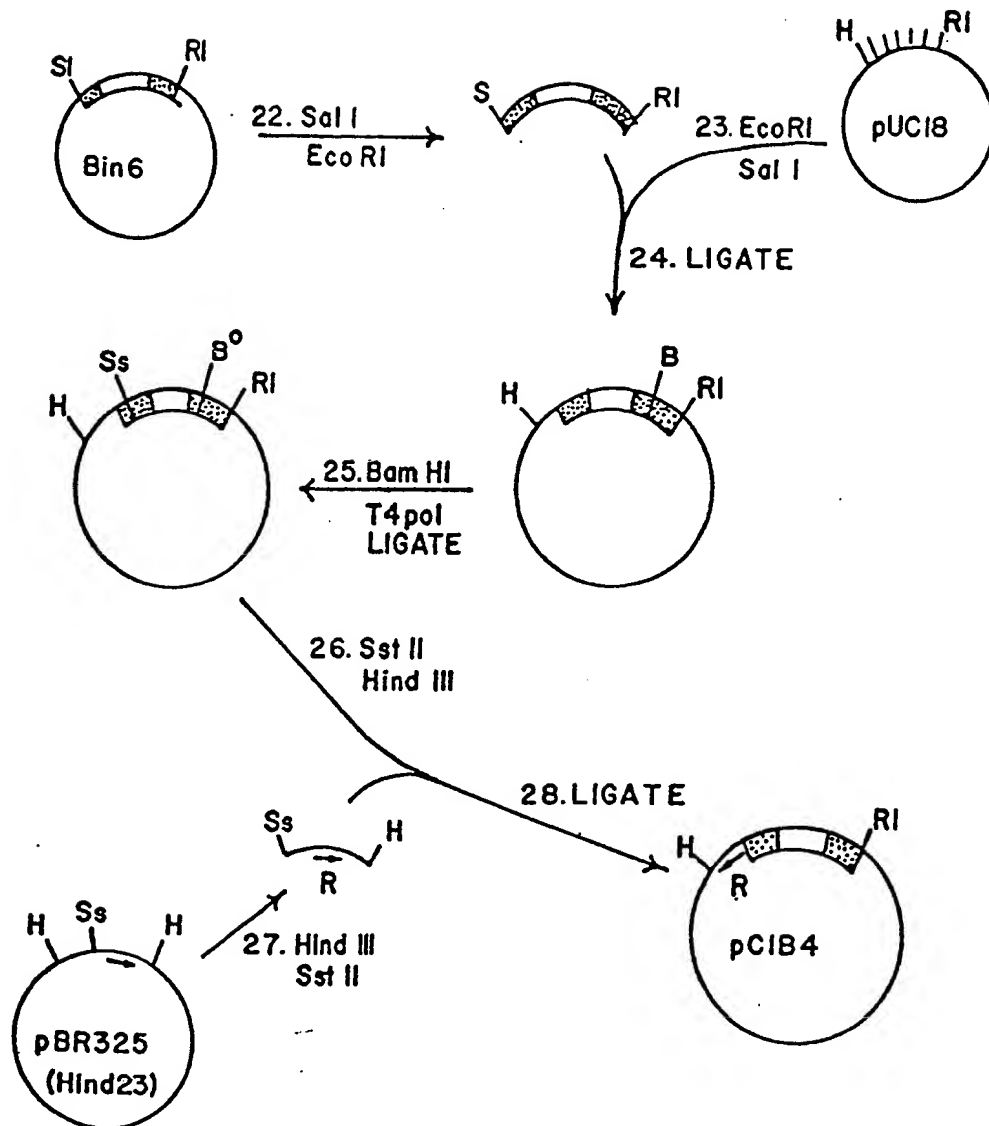 SI
RI
Bin6
22. Sal I
Eco RI
S
RI
23. EcoRI
Sal I
H
RI
pUC18
24. LIGATE
H
Ss
B°
RI
25. Bam HI
T4pol
LIGATE
H
B
RI
26. Sst II
Hind III
Ss
R
H
28. LIGATE
H
Ss
H
27. Hind III
Sst II
pBR325
(Hind23)
H
R
RI
pCIB4